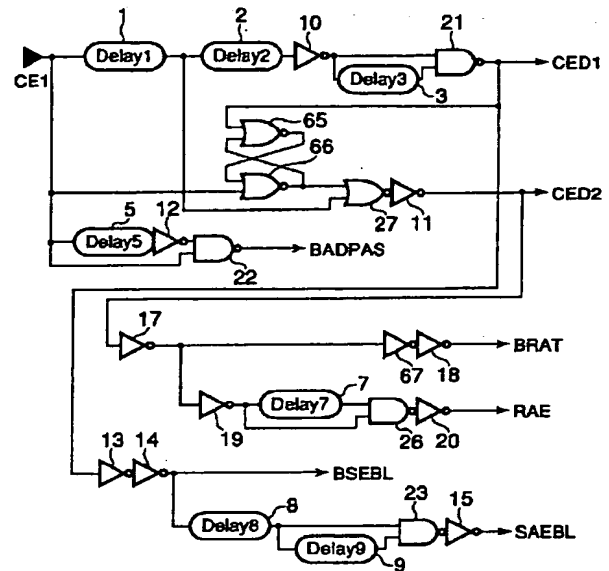 1 2 10 21
CE1 Delay1 Delay2 CED1
Delay3 3
65
66
27 11 CED2
5 12
Delay5 22 BADPAS
17
67 18 BRAT
7
19 Delay7 26 20 RAE
13 14
BSEBL
8 23 15
Delay8 SAEBL
Delay9 9